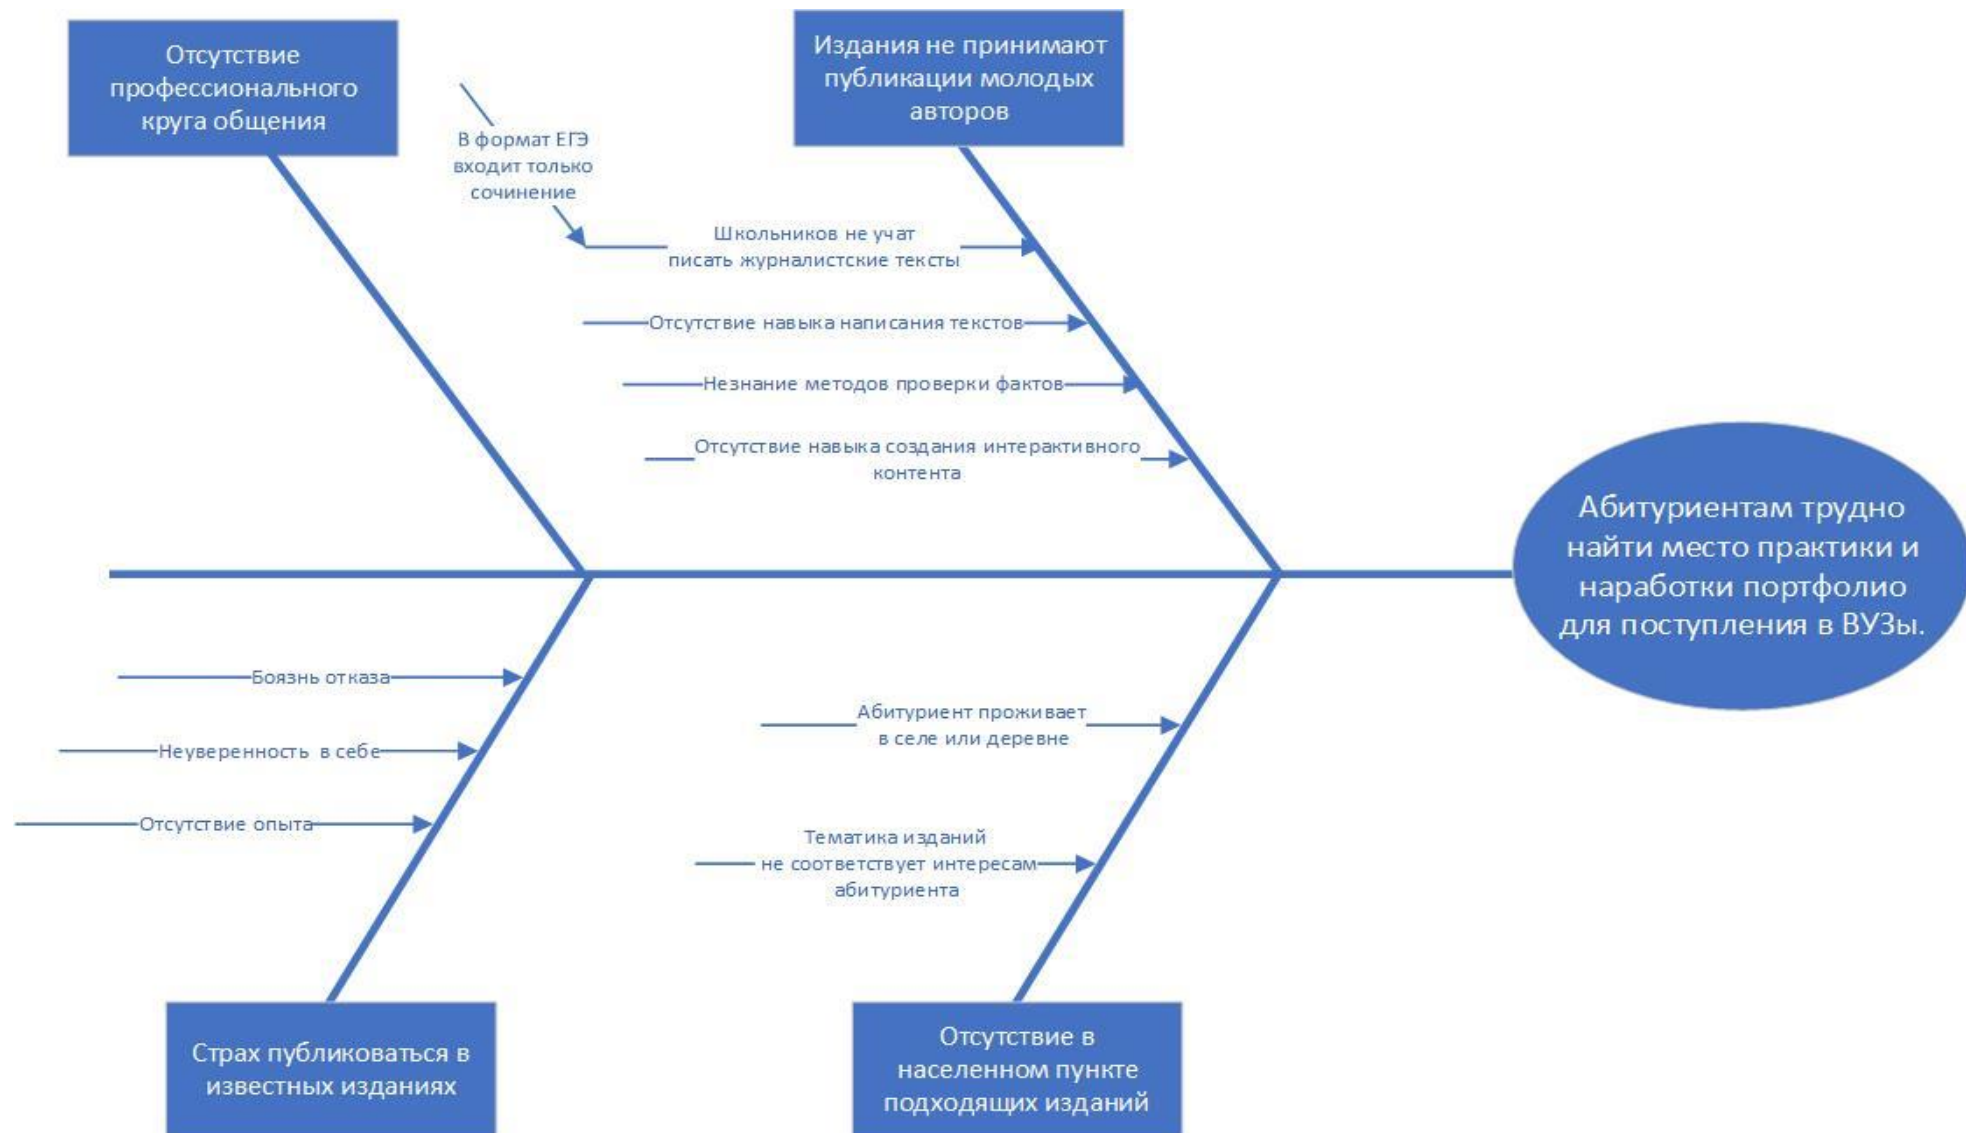 Отсутствие
профессионального
круга общения
Издания не принимают
публикации молодых
авторов
В формат ЕГЭ
входит только
сочинение
Школьников не учат
писать журналистские тексты
Отсутствие навыка написания текстов
Незнание методов проверки фактов
Отсутствие навыка создания интерактивного
контента
Абитуриентам трудно
найти место практики и
наработки портфолио
для поступления в ВУЗы.
Боязнь отказа
Неуверенность в себе
Отсутствие опыта
Абитуриент проживает
в селе или деревне
Тематика изданий
не соответствует интересам
абитуриента
Страх публиковаться в
известных изданиях
Отсутствие в
населенном пункте
подходящих изданий